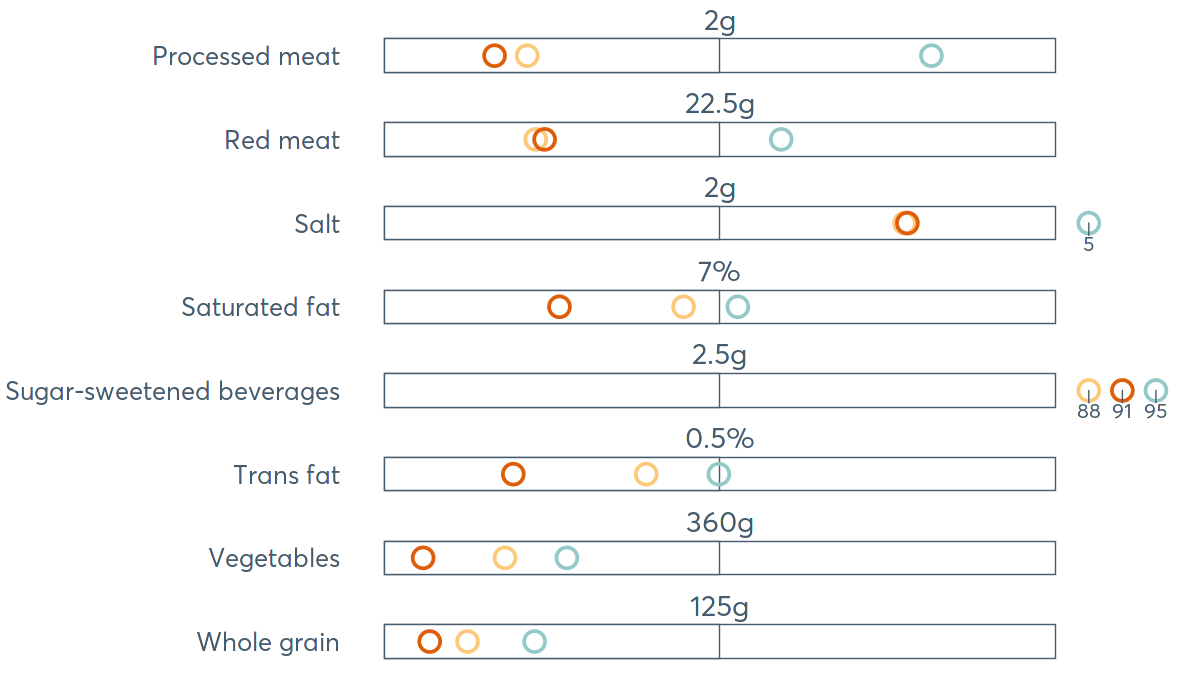 2g
Processed meat
22.5g
Red meat
2g
Salt
5
7%
Saturated fat
2.5g
Sugar-sweetened beverages
88 91 95
0.5%
Trans fat
360g
Vegetables
125g
Whole grain